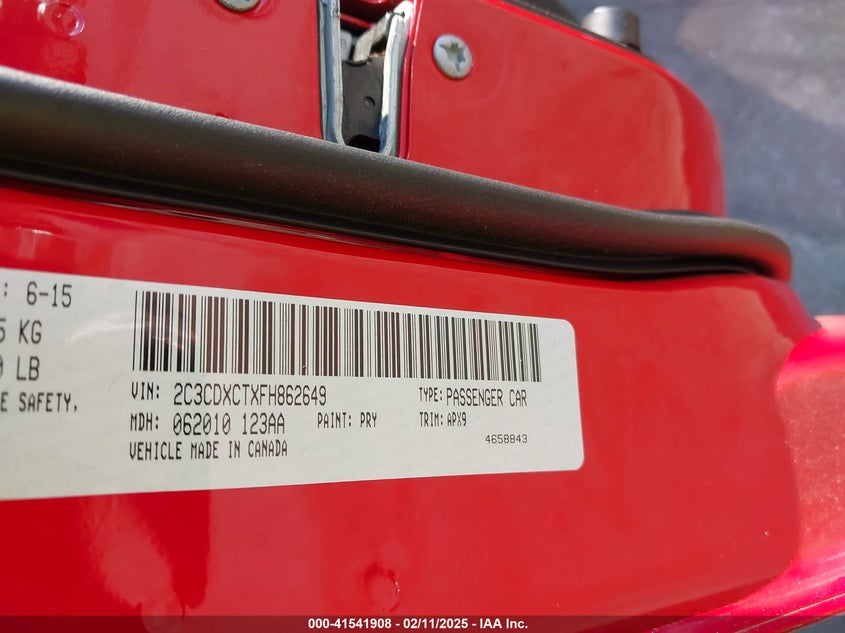 : 6-15
KG
LB
E SAFETY.
VIN: 2C3CDXCTXFH862649
TYPE: PASSENGER CAR
MDH: 062010 123AA
PAINT: PRY
TRIM: APX9
VEHICLE MADE IN CANADA
4658843
000-41541908 - 02/11/2025 - IAA Inc.